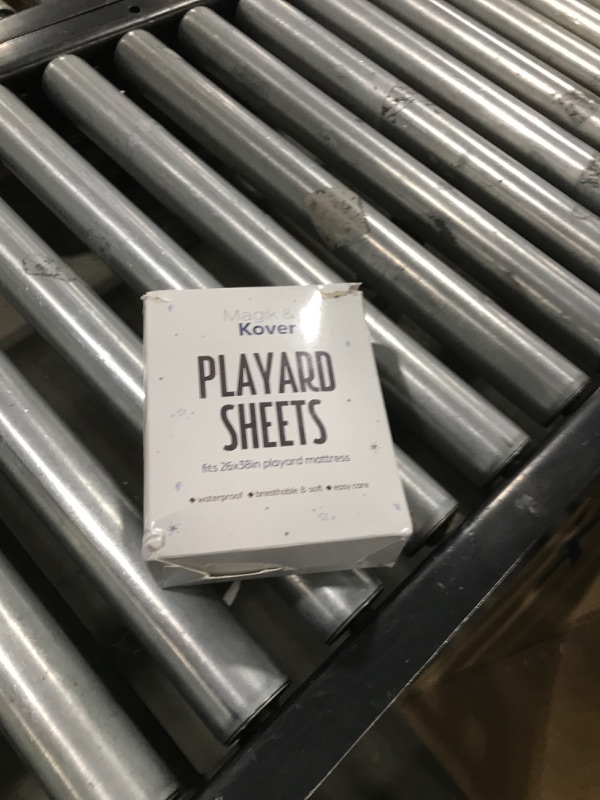 Magik &
Kover
PLAYARD
SHEETS
fits 26x38in playard mattress
◆ waterproof ◆ breathable & soft ◆ easy care